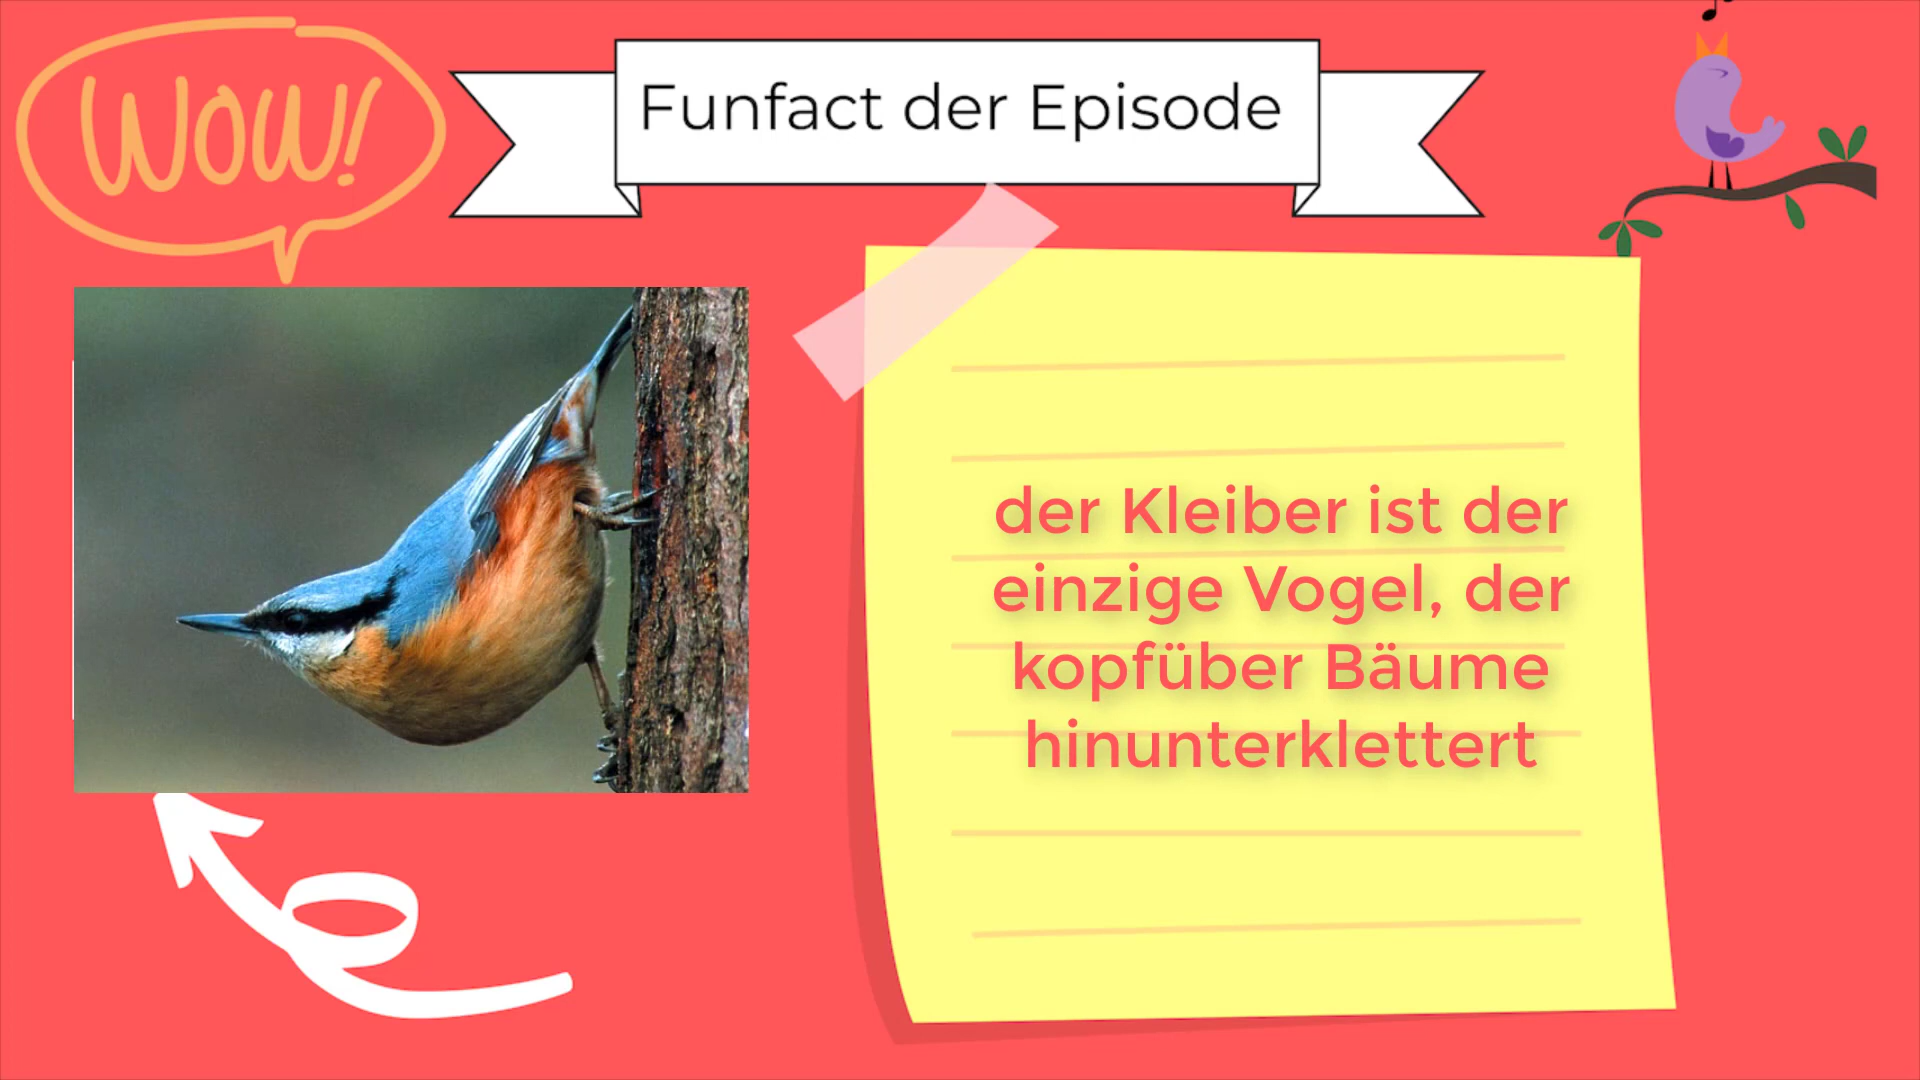 WOW!
Funfact der Episode
der Kleiber ist der
einzige Vogel, der
kopfüber Bäume
hinunterklettert